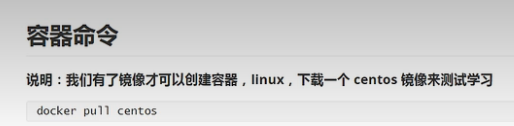 容器命令
说明：我们有了镜像才可以创建容器，linux，下载一个 centos 镜像来测试学习
docker pull centos